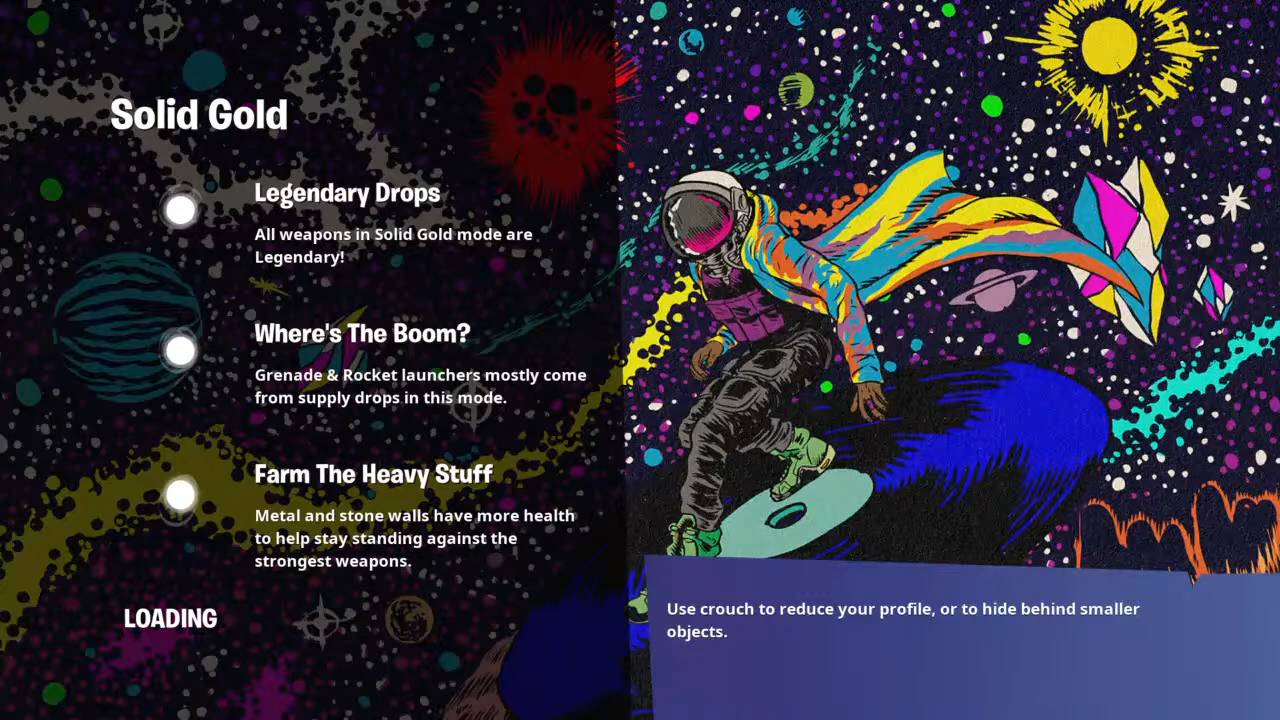 Solid Gold
Legendary Drops
All weapons in Solid Gold mode are
Legendary!
Where's The Boom?
Grenade & Rocket launchers mostly come
from supply drops in this mode.
Farm The Heavy Stuff
Metal and stone walls have more health
to help stay standing against the
strongest weapons.
LOADING
Use crouch to reduce your profile, or to hide behind smaller
objects.